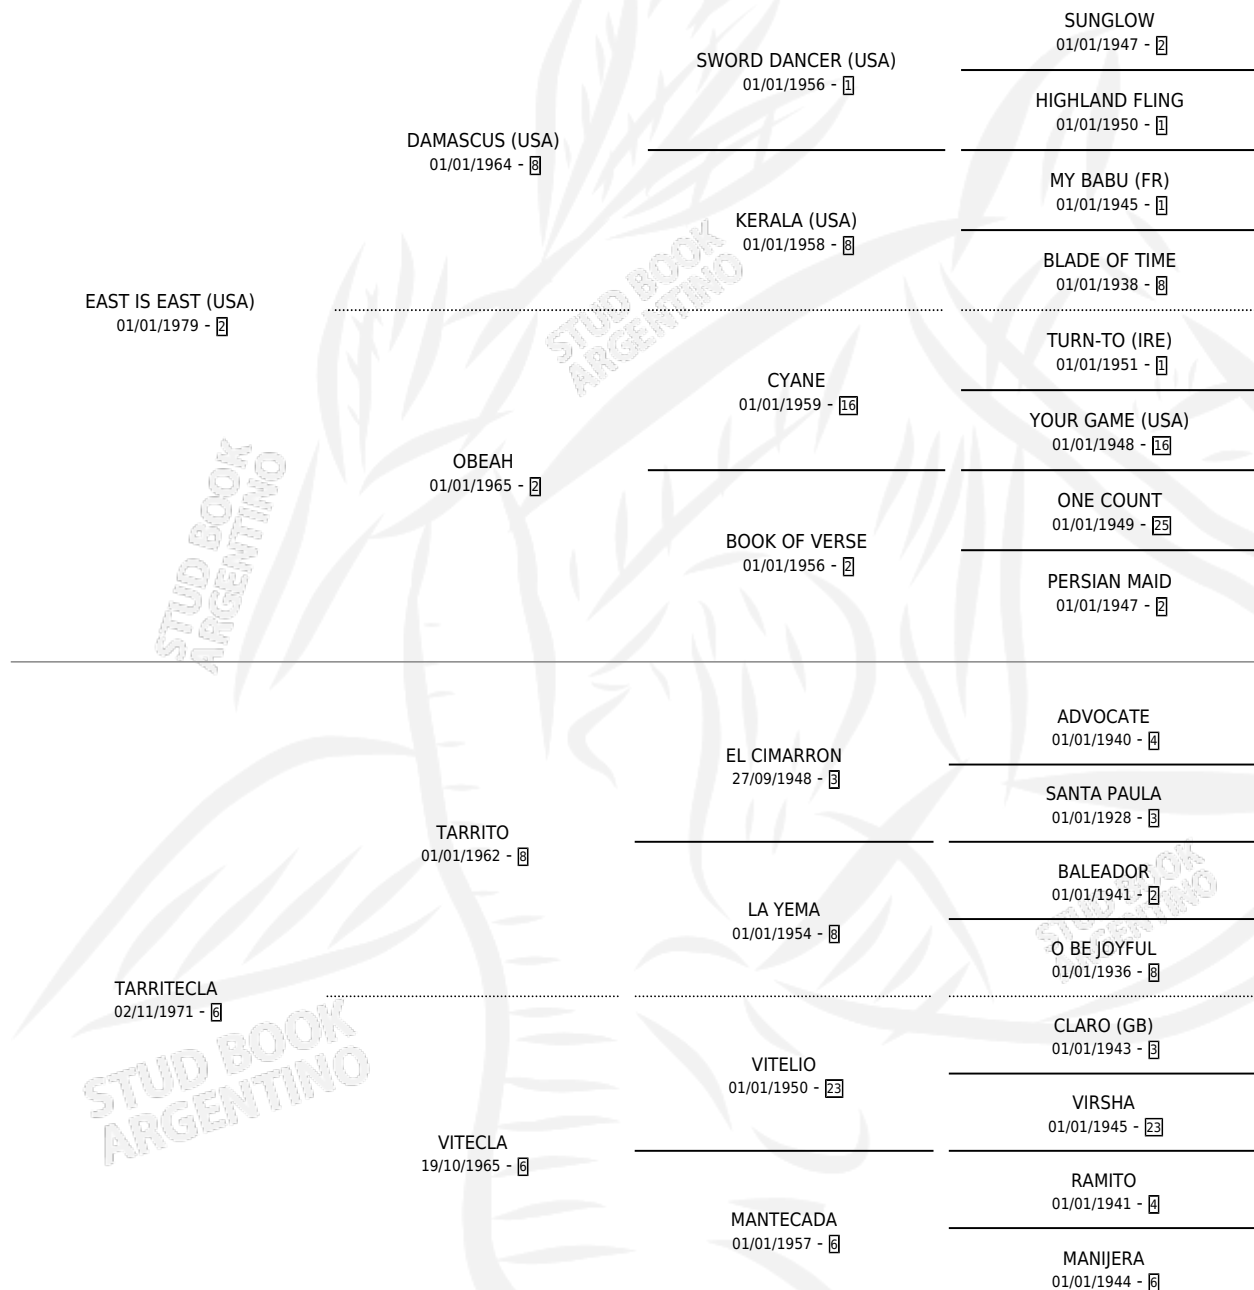 SUNGLOW
01/01/1947 - 2
SWORD DANCER (USA)
01/01/1956 - 1
HIGHLAND FLING
01/01/1950 - 1
DAMASCUS (USA)
01/01/1964 - 8
MY BABU (FR)
01/01/1945 - 1
KERALA (USA)
01/01/1958 - 8
BLADE OF TIME
01/01/1938 - 8
EAST IS EAST (USA)
01/01/1979 - 2
TURN-TO (IRE)
01/01/1951 - 1
CYANE
01/01/1959 - 16
YOUR GAME (USA)
01/01/1948 - 16
OBEAH
01/01/1965 - 2
ONE COUNT
01/01/1949 - 25
BOOK OF VERSE
01/01/1956 - 2
PERSIAN MAID
01/01/1947 - 2
ADVOCATE
01/01/1940 - 4
EL CIMARRON
27/09/1948 - 3
SANTA PAULA
01/01/1928 - 3
TARRITO
01/01/1962 - 8
BALEADOR
01/01/1941 - 2
LA YEMA
01/01/1954 - 8
O BE JOYFUL
01/01/1936 - 8
TARRITECLA
02/11/1971 - 6
CLARO (GB)
01/01/1943 - 3
VITELIO
01/01/1950 - 23
VIRSHA
01/01/1945 - 23
VITECLA
19/10/1965 - 6
RAMITO
01/01/1941 - 4
MANTECADA
01/01/1957 - 6
MANIJERA
01/01/1944 - 6
STUD BOOK
ARGENTINO
STUD BOOK
ARGENTINO
STUD BOOK
ARGENTINO
STUD BOOK
ARGENTINO